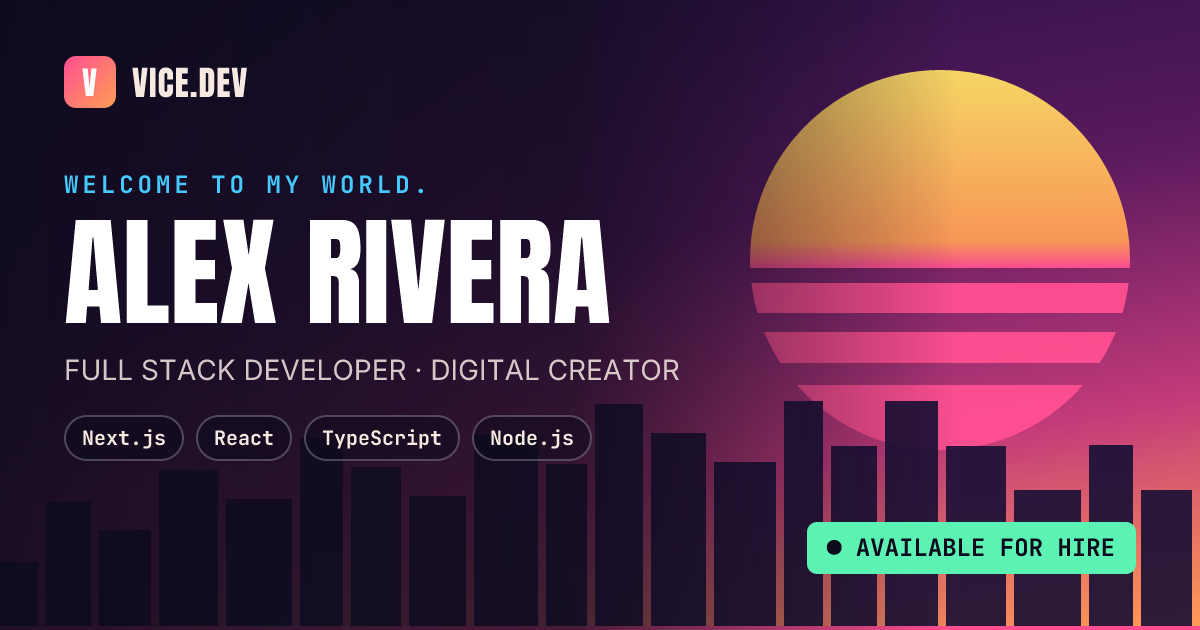 V VICE.DEV
WELCOME TO MY WORLD.
ALEX RIVERA
FULL STACK DEVELOPER · DIGITAL CREATOR
Next.js React TypeScript Node.js
AVAILABLE FOR HIRE